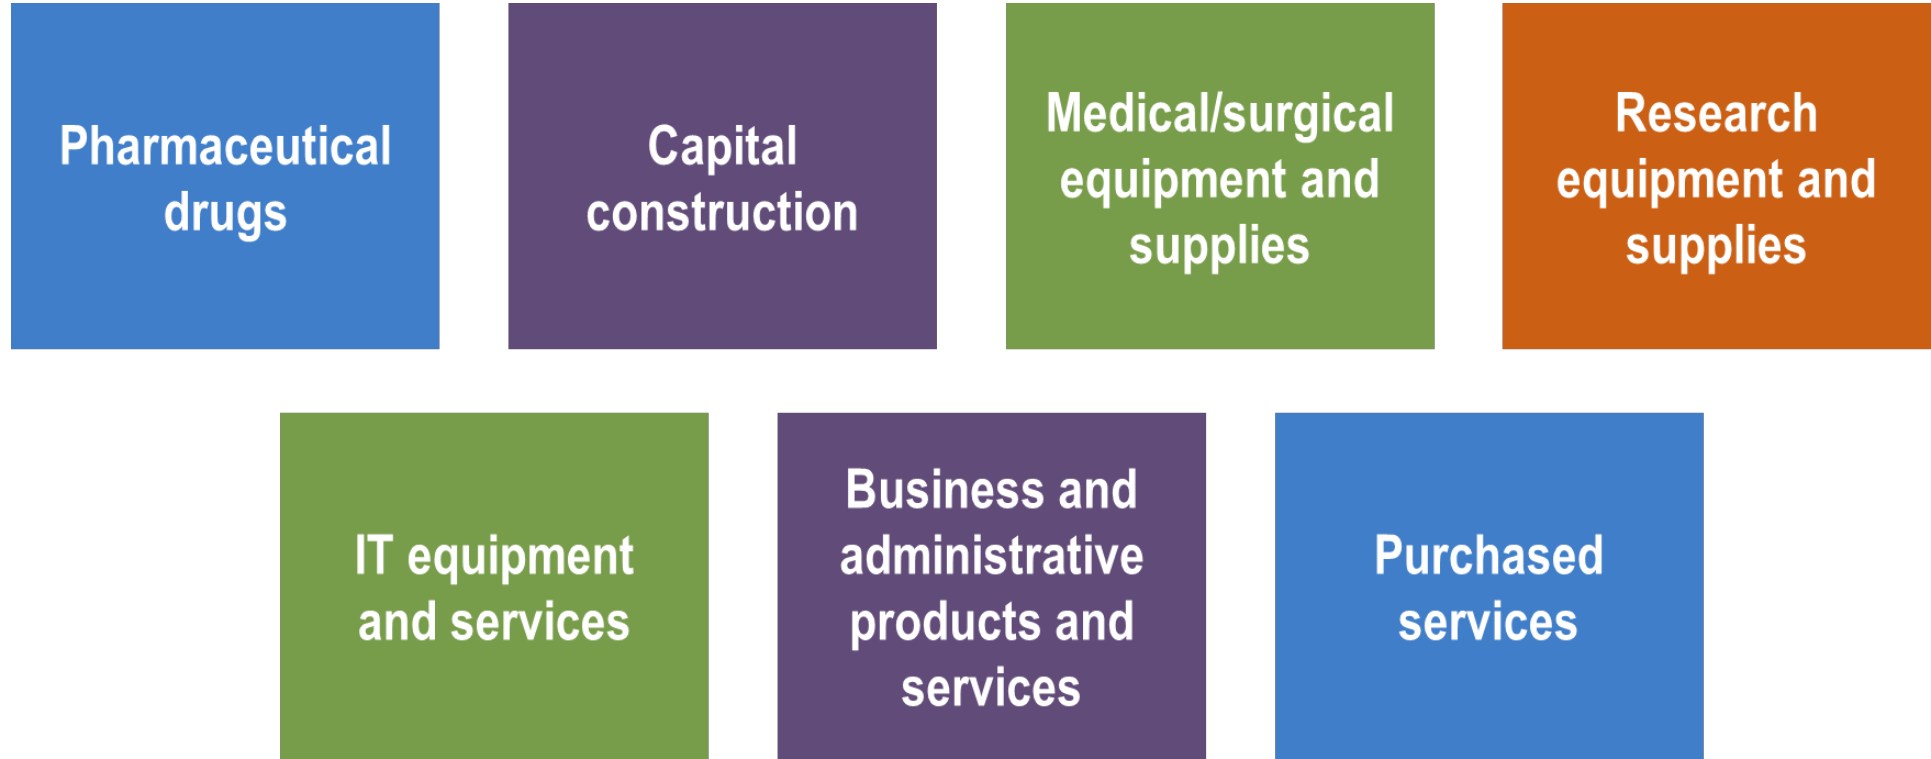 Pharmaceutical
drugs
Capital
construction
Medical/surgical
equipment and
supplies
Research
equipment and
supplies
IT equipment
and services
Business and
administrative
products and
services
Purchased
services